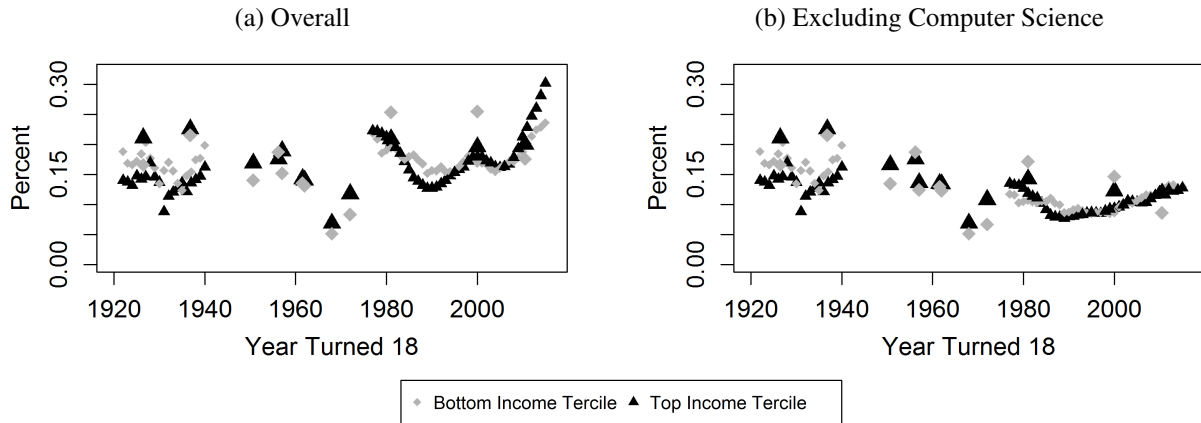 (a) Overall
Percent
0.30
0.15
0.00
1920 1940 1960 1980 2000
Year Turned 18
(b) Excluding Computer Science
Percent
0.30
0.15
0.00
1920 1940 1960 1980 2000
Year Turned 18
Bottom Income Tercile Top Income Tercile